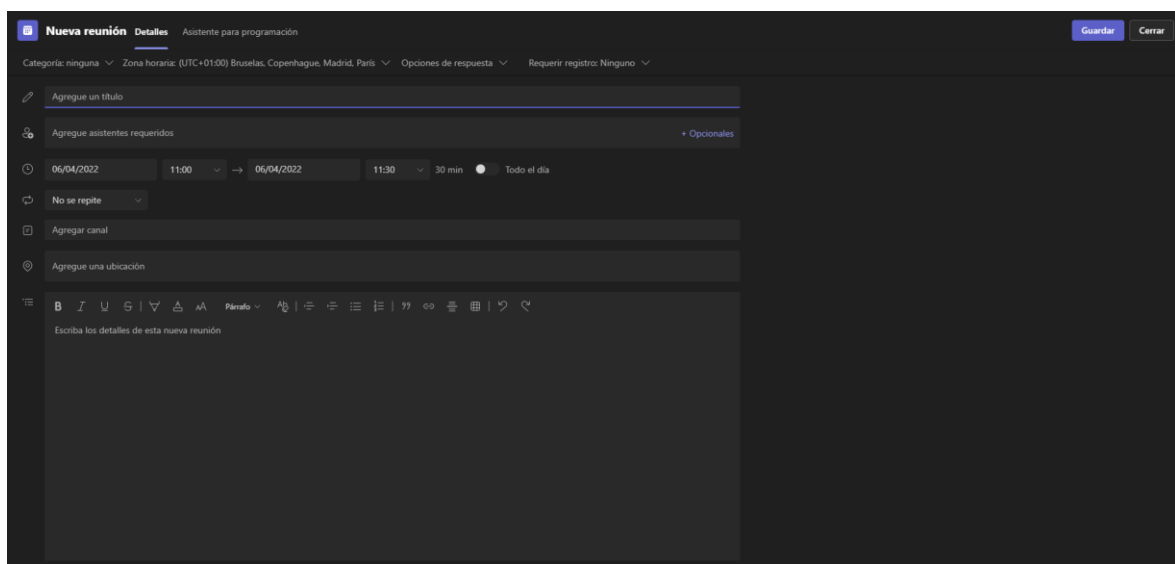 Nueva reunión Detalles Asistente para programación Guardar Cerrar
Categoría: ninguna Zona horaria: (UTC+01:00) Bruselas, Copenhague, Madrid, París Opciones de respuesta Requerir registro: Ninguno
Agregue un título
Agregue asistentes requeridos + Opcionales
06/04/2022 11:00 → 06/04/2022 11:30 30 min Todo el día
No se repite
Agregar canal
Agregue una ubicación
Párrafo
Escriba los detalles de esta nueva reunión